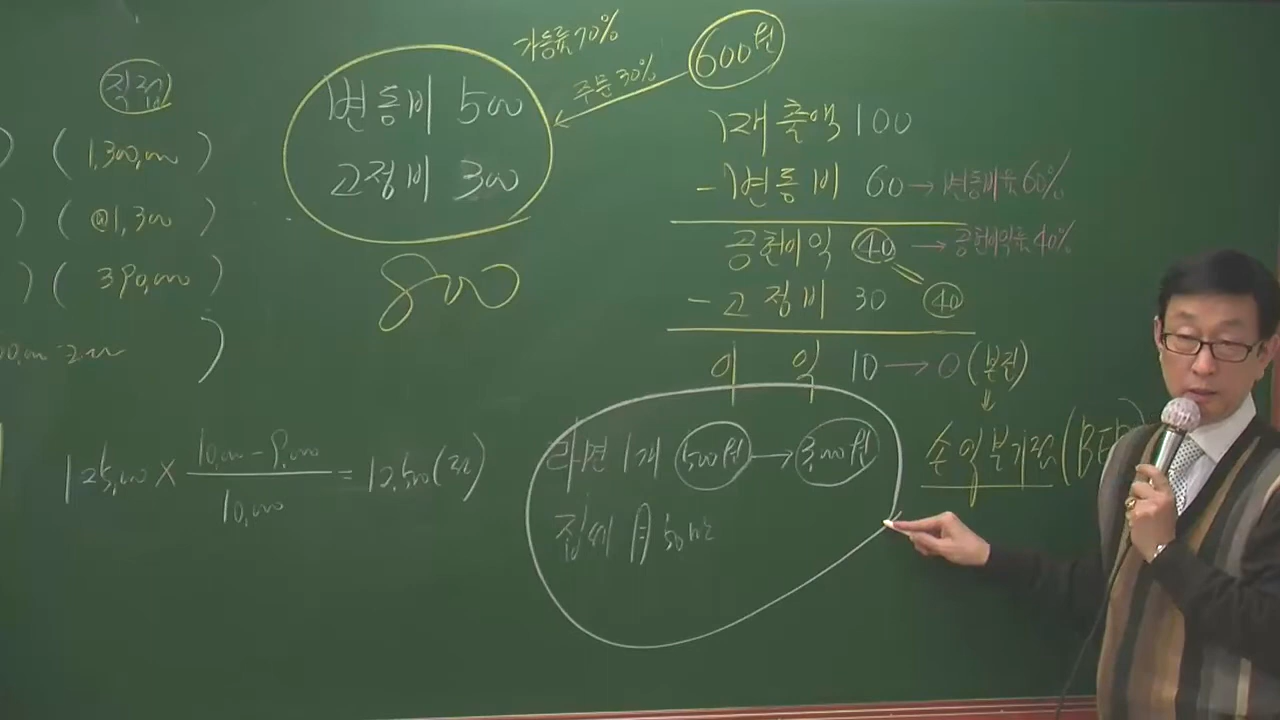 직접
) ( 1,300,000 )
) ( @1,300 )
) ( 390,000 )
)
125,000 × 10,000-9,000 / 10,000 = 12,500(과)
변동비 500
고정비 300
800
가동률 70%
주문 30%
600원
매출액 100
-변동비 60→변동비율 60%
공헌이익 40→공헌이익률 40%
-고정비 30 40
이 익 10→0(본전)
↓
손익분기점(BEP)
라면 1개 500원→3,000원
집세 月 50만